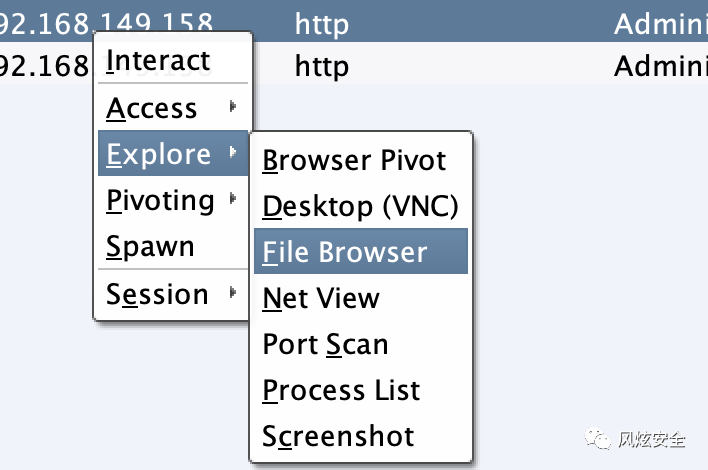 92.168.149.158 http Admini
92.168. http Admini
Interact
Access
Explore
Pivoting
Spawn
Session
Browser Pivot
Desktop (VNC)
File Browser
Net View
Port Scan
Process List
Screenshot
风炫安全